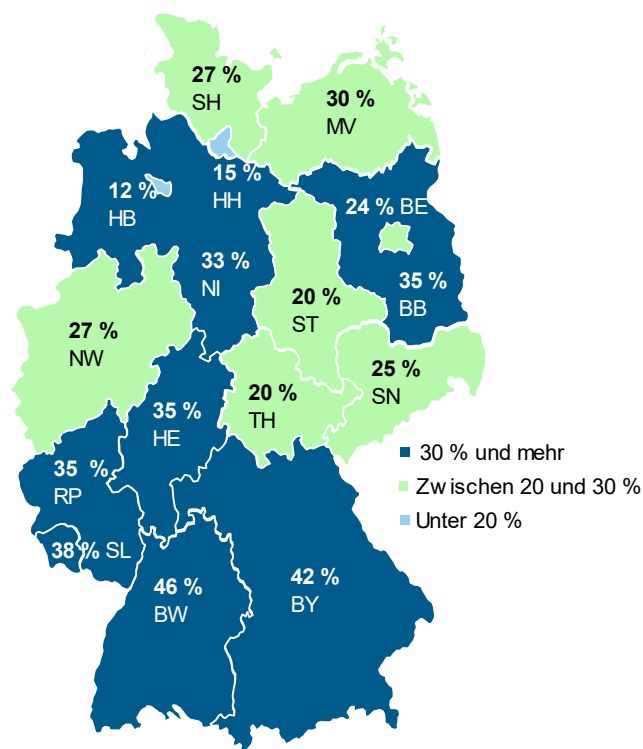 27 %
SH
30 %
MV
15 %
HH
12 %
HB
24 % BE
33 %
NI
35 %
BB
20 %
ST
27 %
NW
25 %
SN
20 %
TH
35 %
HE
35 %
RP
38 % SL
46 %
BW
42 %
BY
30 % und mehr
Zwischen 20 und 30 %
Unter 20 %